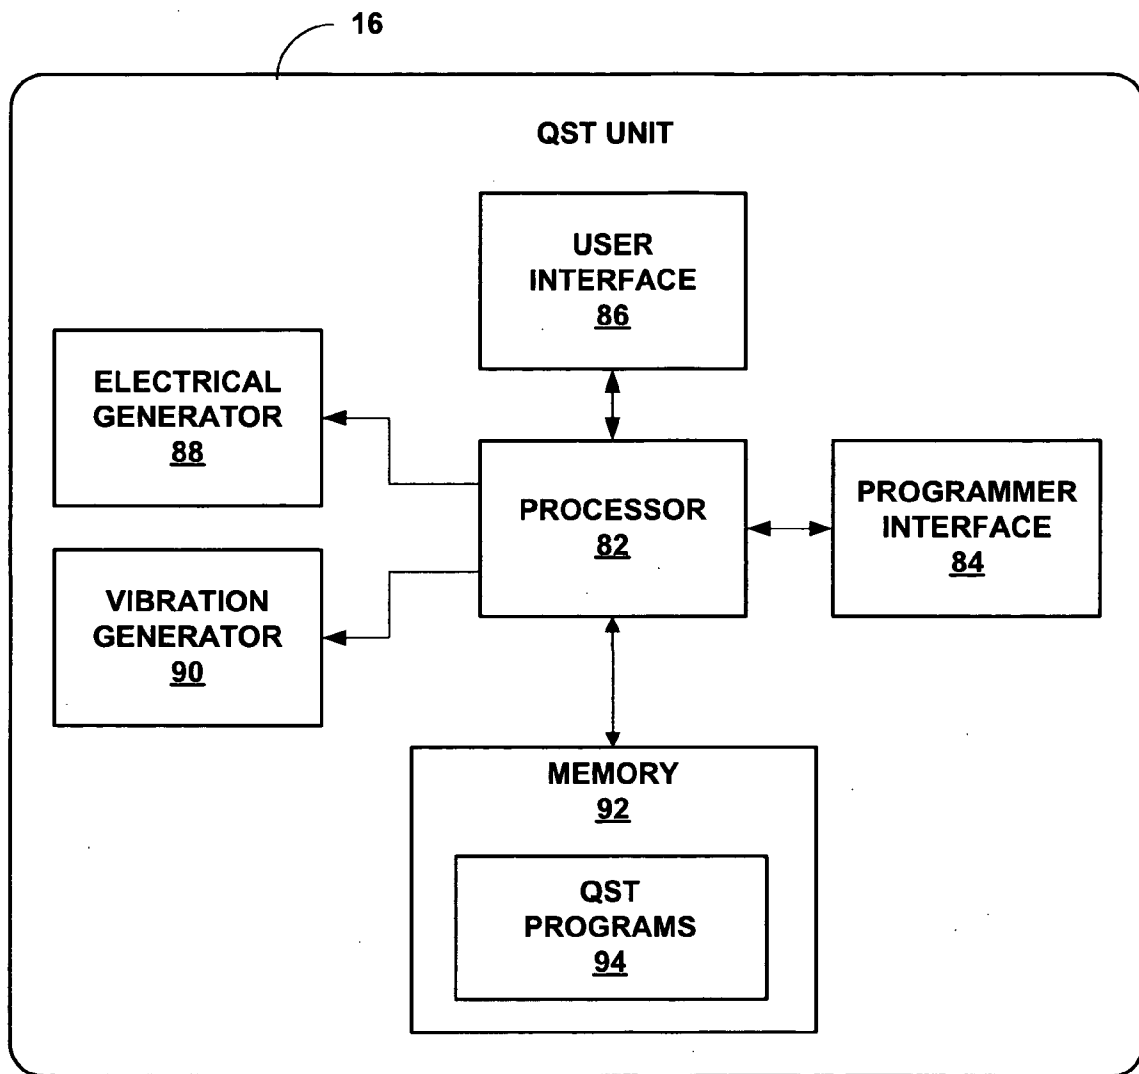 16
QST UNIT
USER
INTERFACE
86
ELECTRICAL
GENERATOR
88
PROCESSOR
82
PROGRAMMER
INTERFACE
84
VIBRATION
GENERATOR
90
MEMORY
92
QST
PROGRAMS
94